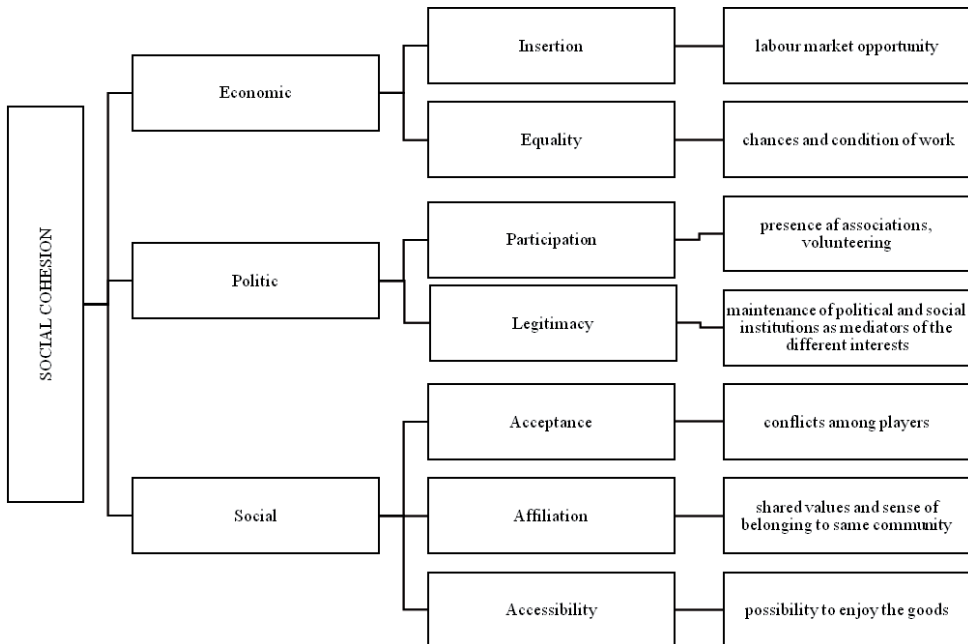 SOCIAL COHESION
Economic
Insertion
labour market opportunity
Equality
chances and condition of work
Politic
Participation
presence af associations,
volunteering
Legitimacy
maintenance of political and social
institutions as mediators of the
different interests
Social
Acceptance
conflicts among players
Affiliation
shared values and sense of
belonging to same community
Accessibility
possibility to enjoy the goods